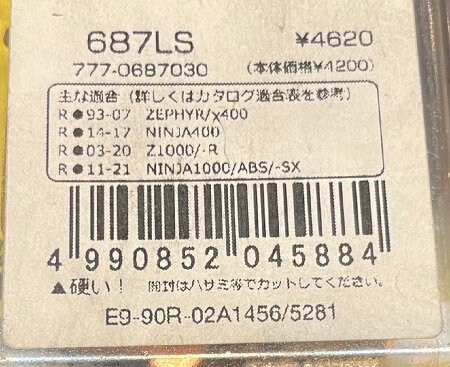 687LS ¥4620
777-0687030 (本体価格¥4200)
主な適合 (詳しくはカタログ適合表を参考)
R ● 93-07 ZEPHYR/χ400
R ● 14-17 NINJA400
R ● 03-20 Z1000/-R
R ● 11-21 NINJA1000/ABS/-SX
4 990852 045884
▲硬い! 開封はハサミ等でカットしてください。
E9-90R-02A1456/5281